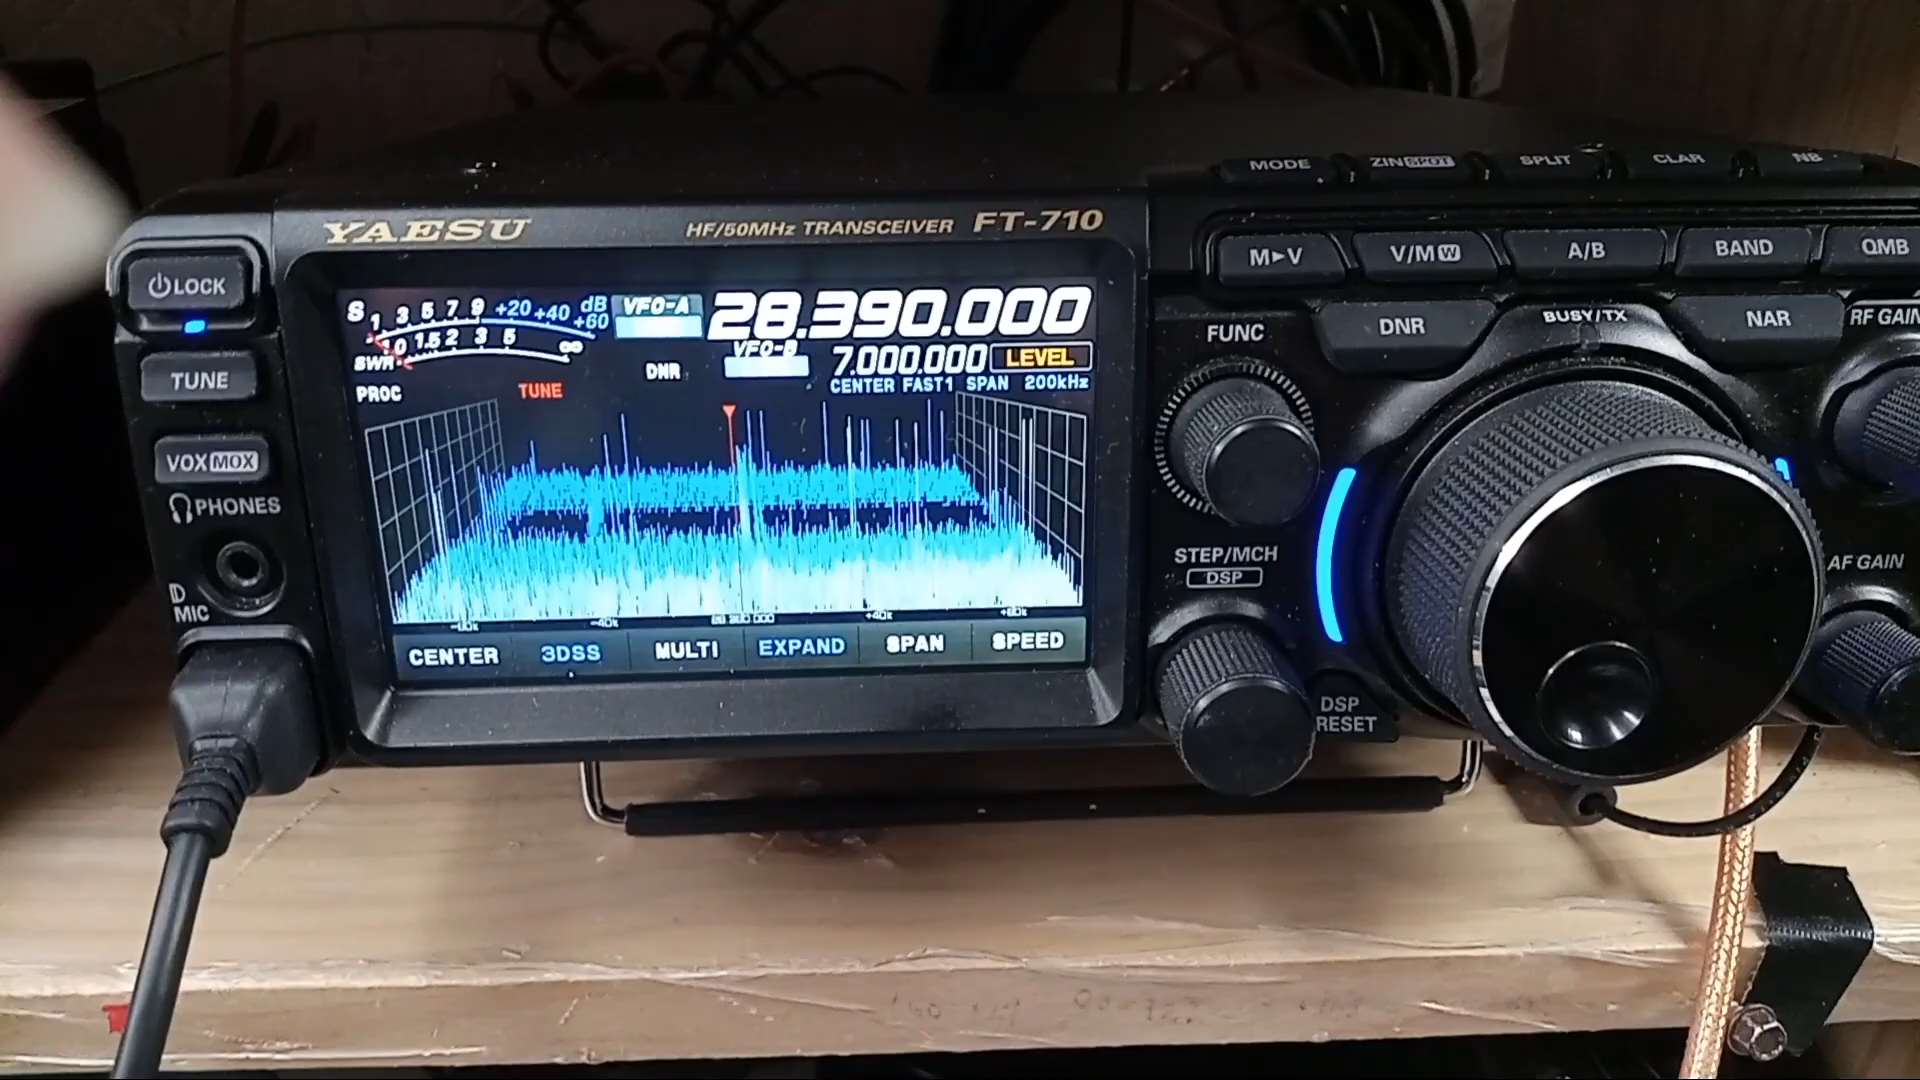 MODE ZIN SPOT SPLIT CLAR NB
YAESU HF/50MHz TRANSCEIVER FT-710
M►V V/M W A/B BAND QMB
LOCK
S 1 3 5 7 9 +20 +40 +60 dB
VFO-A 28.390.000
SWR 1.0 1.5 2 3 5 ∞
DNR VFO-B 7.000.000 LEVEL
CENTER FAST1 SPAN 200kHz
PROC TUNE
FUNC DNR BUSY/TX NAR RF GAIN
TUNE
VOX MOX
PHONES
STEP/MCH
DSP
AF GAIN
MIC
-40k +40k
CENTER 3DSS MULTI EXPAND SPAN SPEED
DSP
RESET